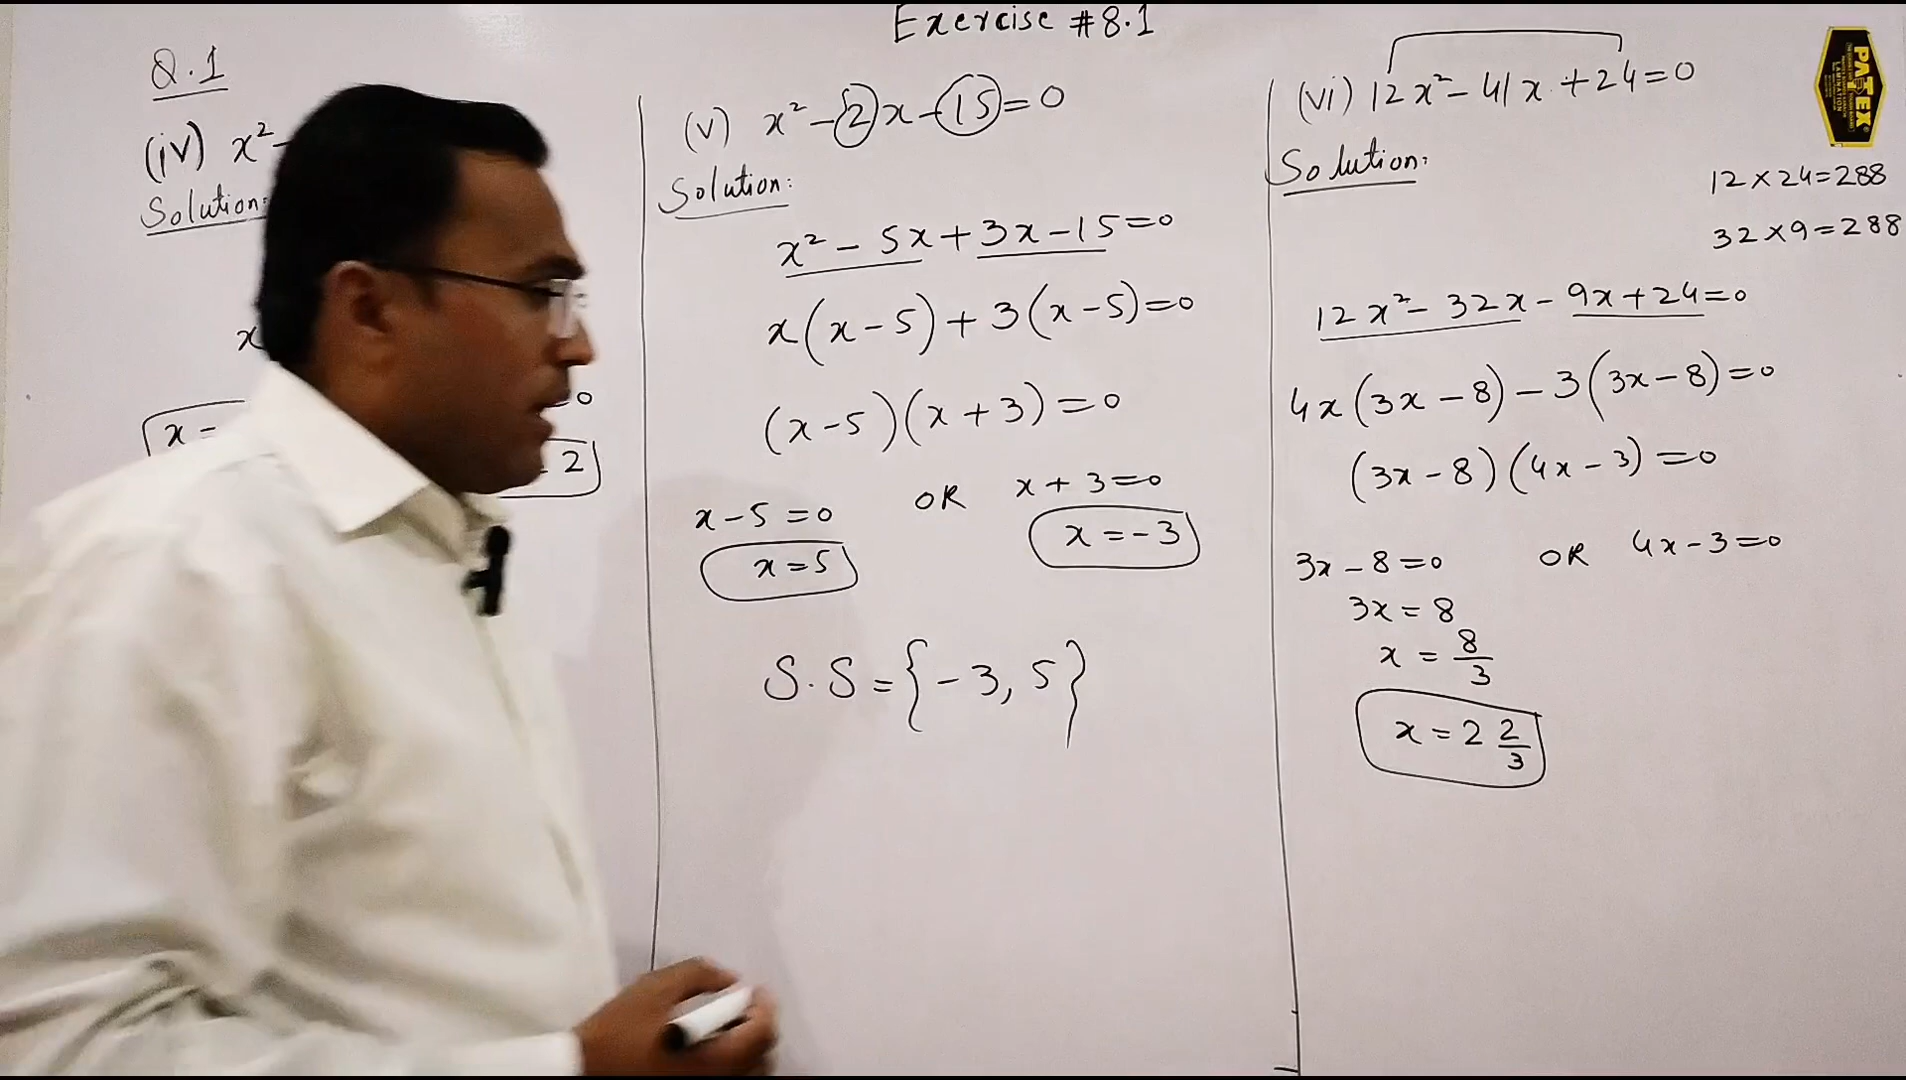 Exercise #8.1
Q.1
(iv) x²-
Solution:
x
=0
x =
= 2
(v) x² - 2x - 15 = 0
Solution:
x² - 5x + 3x - 15 = 0
x(x - 5) + 3(x - 5) = 0
(x - 5)(x + 3) = 0
x - 5 = 0 OR x + 3 = 0
x = 5 x = -3
S.S = {-3, 5}
(vi) 12x² - 41x + 24 = 0
Solution:
12 × 24 = 288
32 × 9 = 288
12x² - 32x - 9x + 24 = 0
4x(3x - 8) - 3(3x - 8) = 0
(3x - 8)(4x - 3) = 0
3x - 8 = 0 OR 4x - 3 = 0
3x = 8
x = 8/3
x = 2 2/3
PATEX